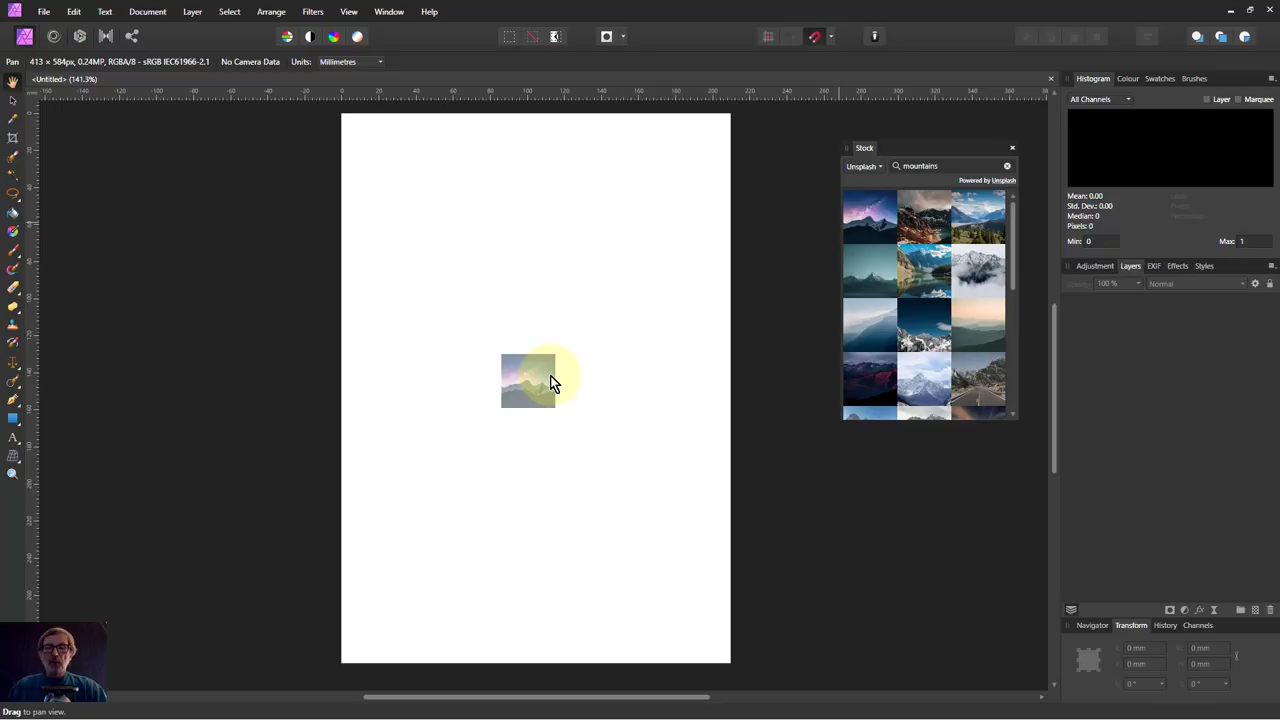 File Edit Text Document Layer Select Arrange Filters View Window Help
Pan 413 × 584px, 0.24MP, RGBA/8 - sRGB IEC61966-2.1 No Camera Data Units: Millimetres
<Untitled> (141.3%)
Histogram Colour Swatches Brushes
All Channels Layer Marquee
Stock
Unsplash mountains
Powered by Unsplash
Mean: 0.00
Std. Dev.: 0.00
Median: 0
Pixels: 0
Min: 0 Max: 1
Adjustment Layers EXIF Effects Styles
100 % Normal
Navigator Transform History Channels
X: 0 mm W: 0 mm
Y: 0 mm H: 0 mm
0 ° S: 0 °
Drag to pan view.